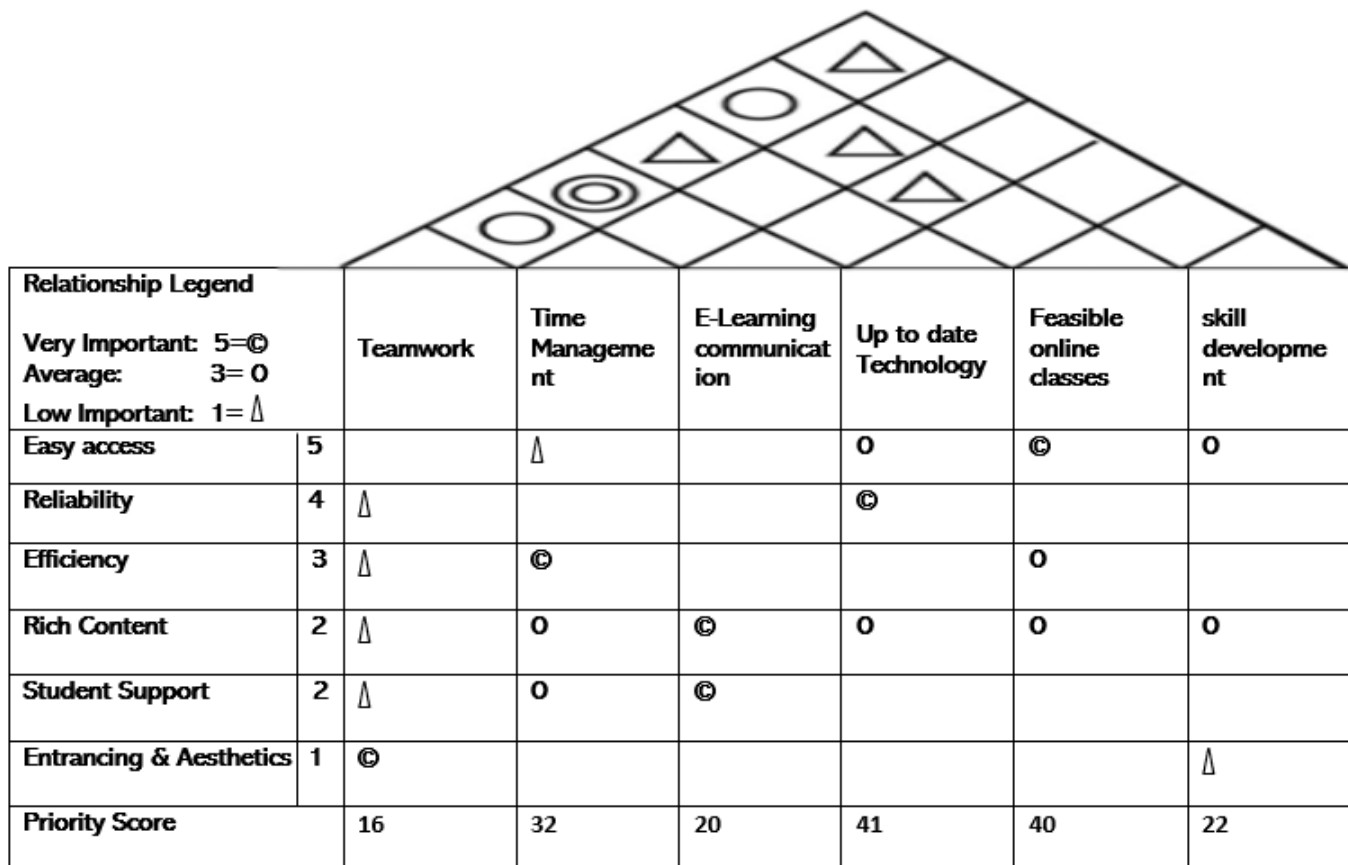 Relationship Legend
Very Important: 5=©
Average: 3= O
Low Important: 1= Δ
Teamwork
Time
Manageme
nt
E-Learning
communicat
ion
Up to date
Technology
Feasible
online
classes
skill
developme
nt
Easy access 5 Δ O © O
Reliability 4 Δ ©
Efficiency 3 Δ © O
Rich Content 2 Δ O © O O O
Student Support 2 Δ O ©
Entrancing & Aesthetics 1 © Δ
Priority Score 16 32 20 41 40 22